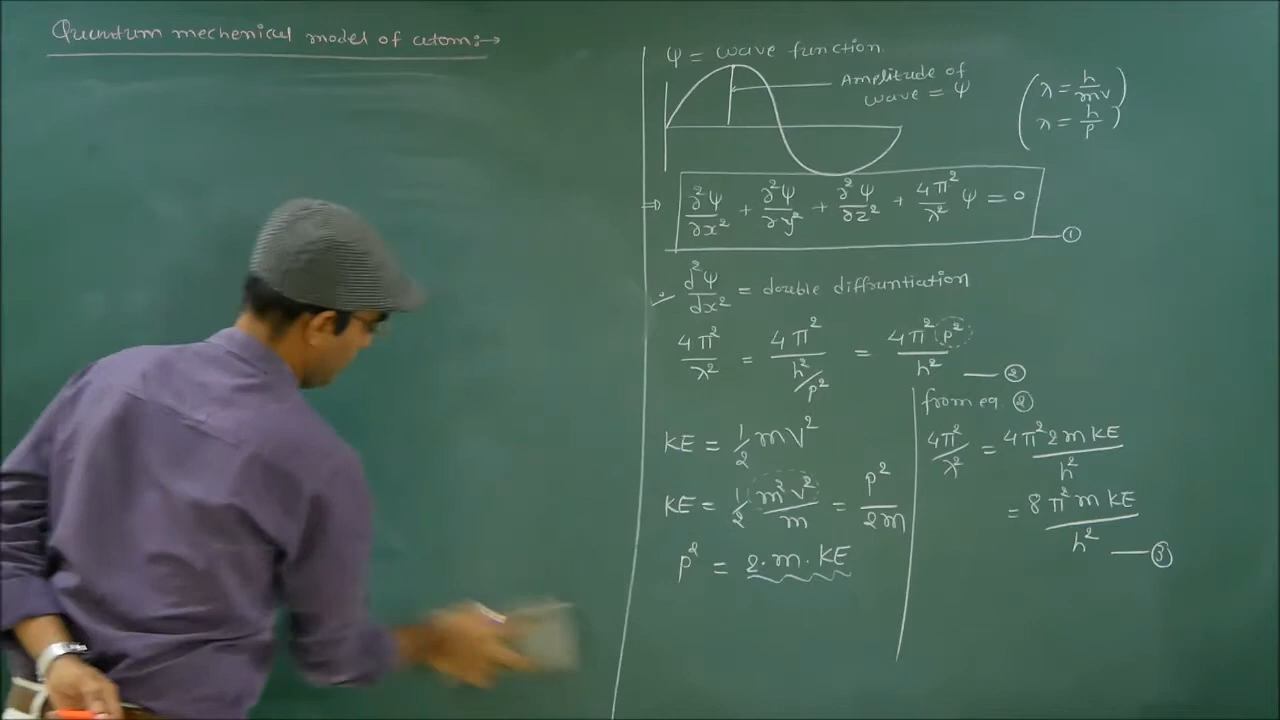 Quantum mechenical model of atom:→
ψ = wave function
Amplitude of
wave = ψ
(λ = h/mv)
(λ = h/p)
⇒ ∂²ψ/∂x² + ∂²ψ/∂y² + ∂²ψ/∂z² + 4π²/λ² ψ = 0 —①
d²ψ/dx² = double diffruntiation
4π²/λ² = 4π²/h²/p² = 4π²p²/h² —②
KE = 1/2 mv²
KE = 1/2 m²v²/m = p²/2m
p² = 2·m·KE
from eq. ②
4π²/λ² = 4π²2mKE/h²
= 8π²mKE/h² —③